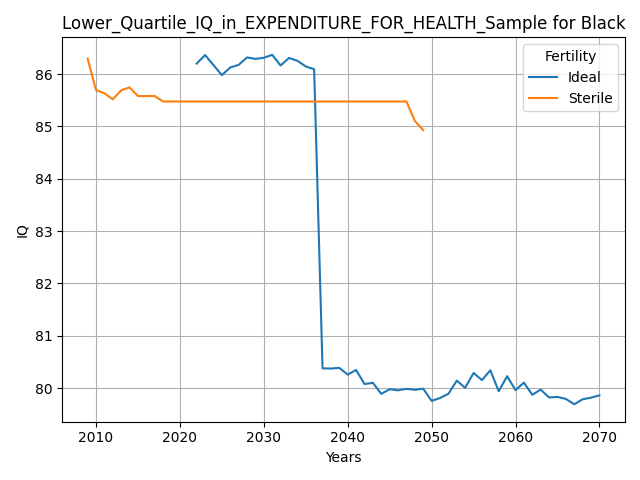 Lower_Quartile_IQ_in_EXPENDITURE_FOR_HEALTH_Sample for Black
Fertility
Ideal
Sterile
86
85
84
83
82
81
80
IQ
2010 2020 2030 2040 2050 2060 2070
Years